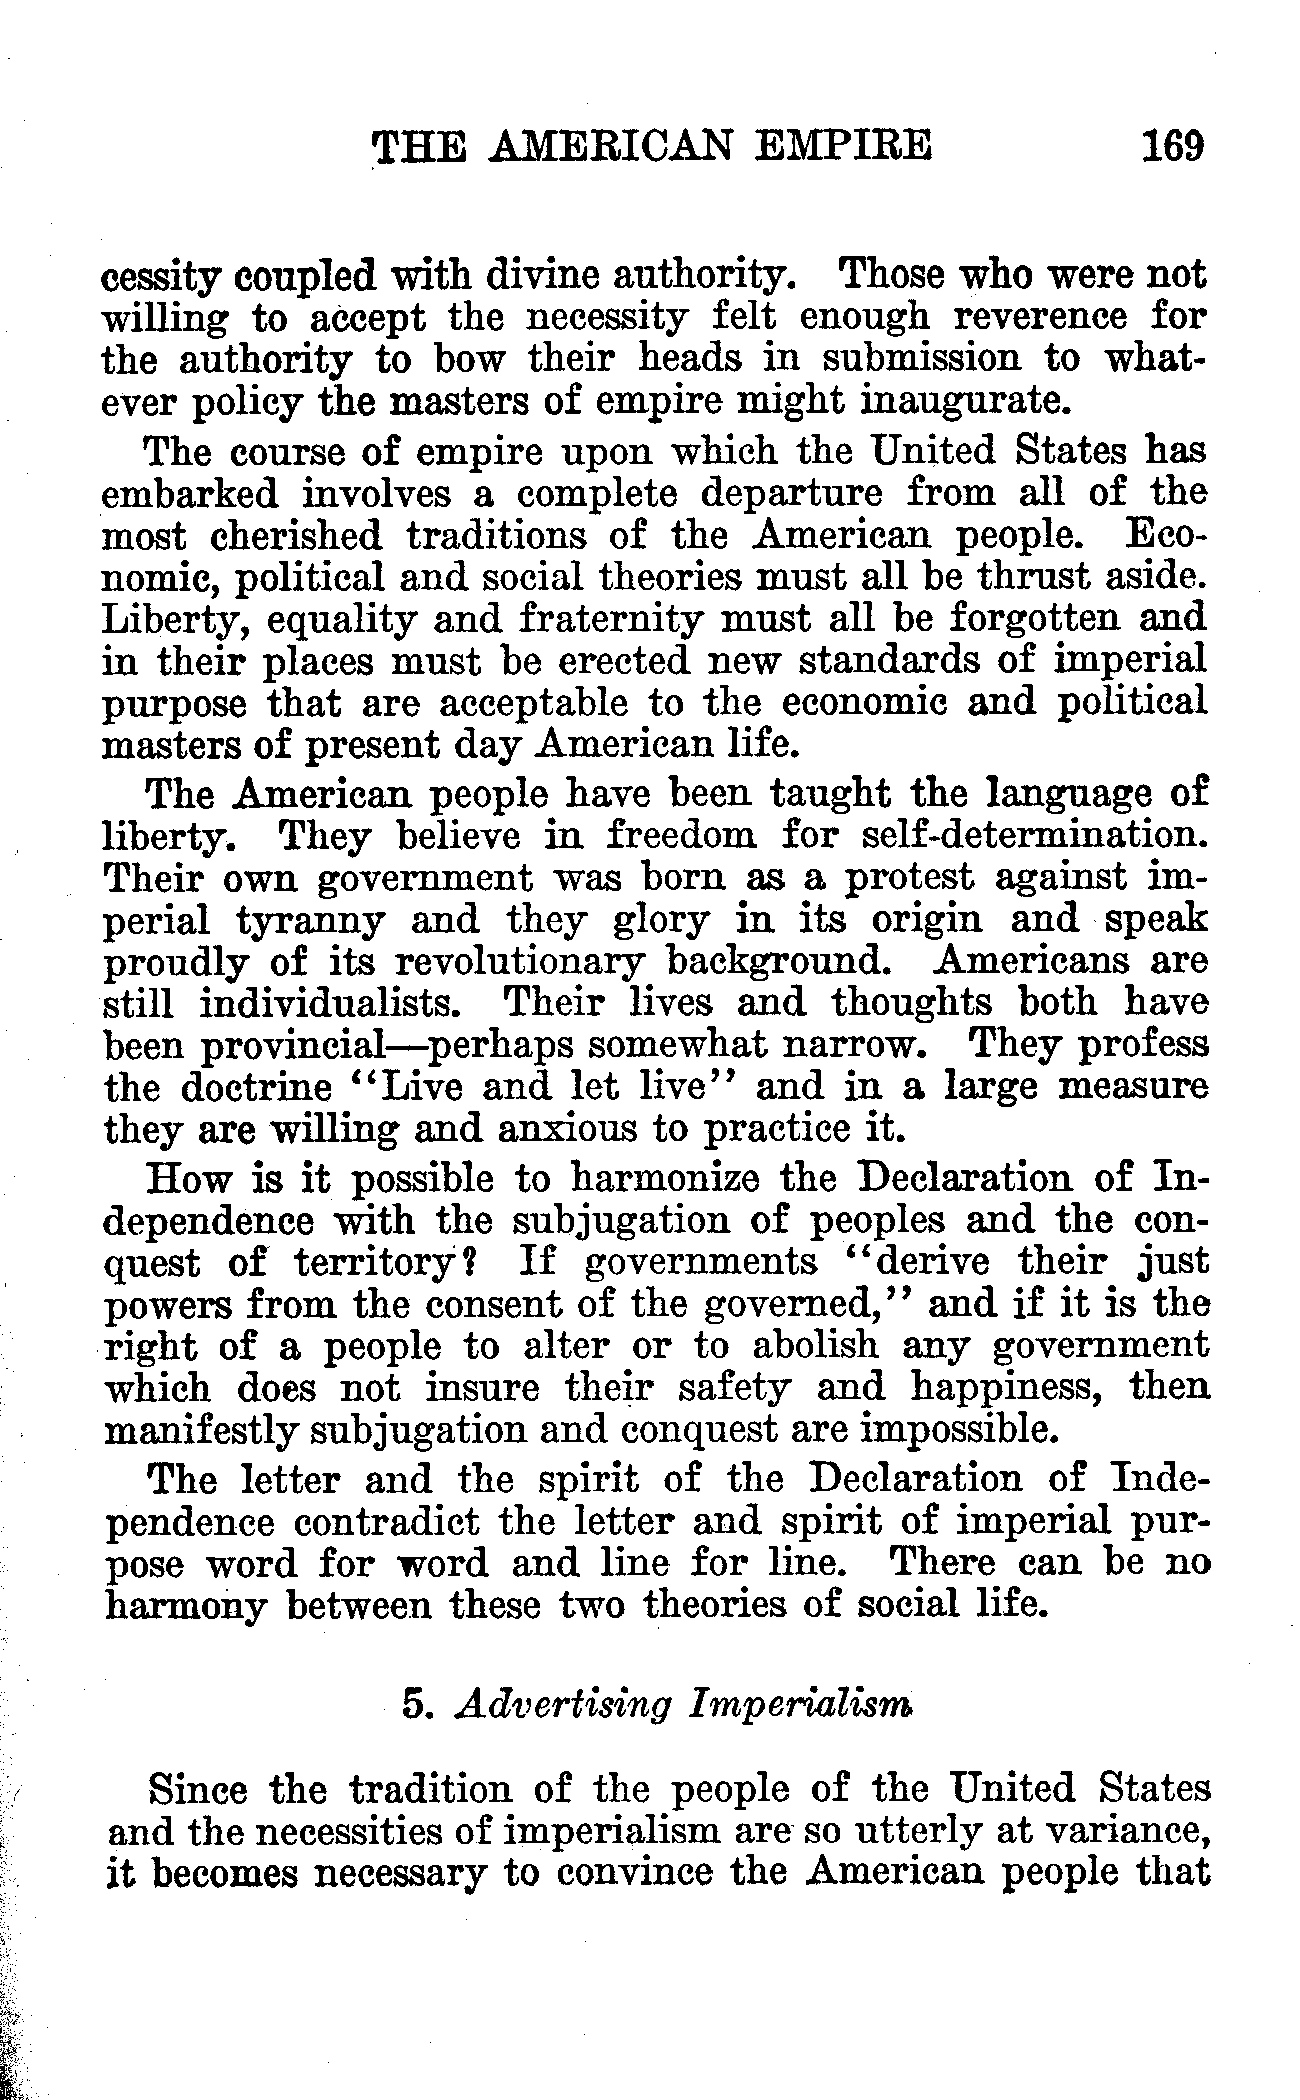 THE AMERICAN EMPIRE 169
cessity coupled with divine authority. Those who were not
willing to accept the necessity felt enough reverence for
the authority to bow their heads in submission to what-
ever policy the masters of empire might inaugurate.
The course of empire upon which the United States has
embarked involves a complete departure from all of the
most cherished traditions of the American people. Eco-
nomic, political and social theories must all be thrust aside.
Liberty, equality and fraternity must all be forgotten and
in their places must be erected new standards of imperial
purpose that are acceptable to the economic and political
masters of present day American life.
The American people have been taught the language of
liberty. They believe in freedom for self-determination.
Their own government was born as a protest against im-
perial tyranny and they glory in its origin and speak
proudly of its revolutionary background. Americans are
still individualists. Their lives and thoughts both have
been provincial—perhaps somewhat narrow. They profess
the doctrine "Live and let live" and in a large measure
they are willing and anxious to practice it.
How is it possible to harmonize the Declaration of In-
dependence with the subjugation of peoples and the con-
quest of territory? If governments "derive their just
powers from the consent of the governed," and if it is the
right of a people to alter or to abolish any government
which does not insure their safety and happiness, then
manifestly subjugation and conquest are impossible.
The letter and the spirit of the Declaration of Inde-
pendence contradict the letter and spirit of imperial pur-
pose word for word and line for line. There can be no
harmony between these two theories of social life.
5. Advertising Imperialism
Since the tradition of the people of the United States
and the necessities of imperialism are so utterly at variance,
it becomes necessary to convince the American people that